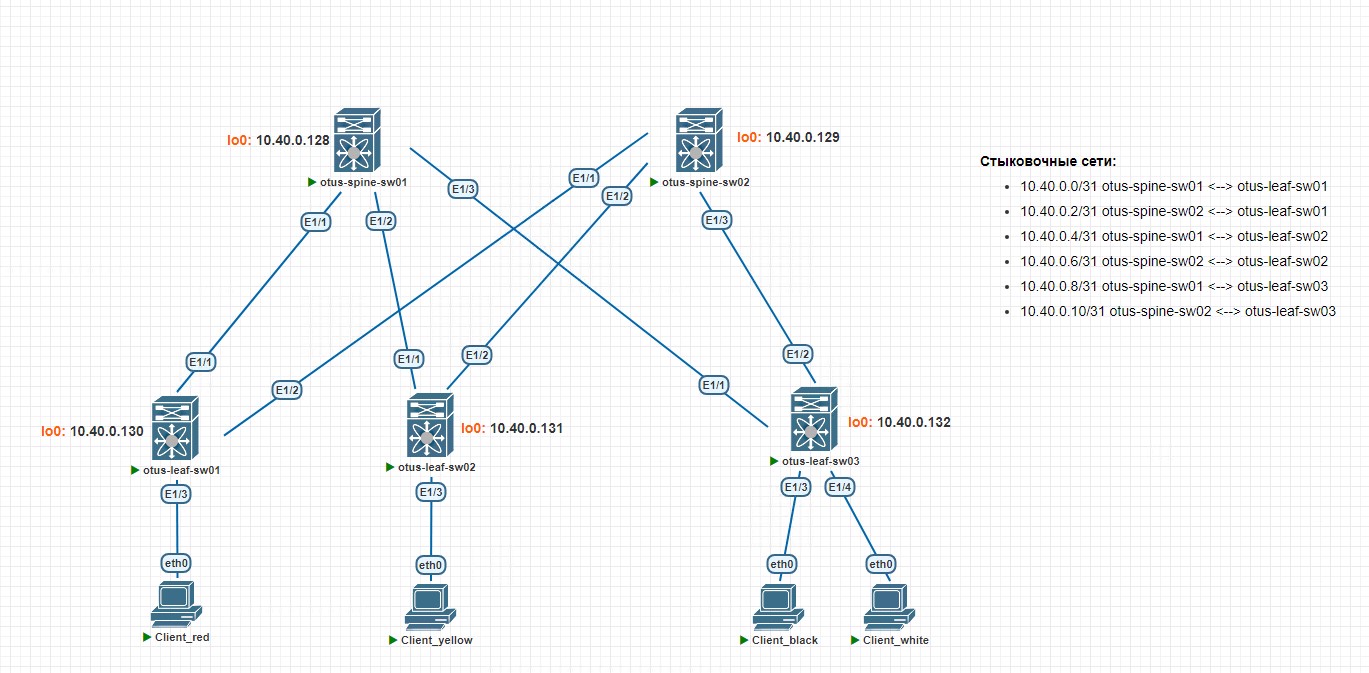 lo0: 10.40.0.128
otus-spine-sw01
lo0: 10.40.0.129
otus-spine-sw02
Стыковочные сети:
10.40.0.0/31 otus-spine-sw01 <--> otus-leaf-sw01
10.40.0.2/31 otus-spine-sw02 <--> otus-leaf-sw01
10.40.0.4/31 otus-spine-sw01 <--> otus-leaf-sw02
10.40.0.6/31 otus-spine-sw02 <--> otus-leaf-sw02
10.40.0.8/31 otus-spine-sw01 <--> otus-leaf-sw03
10.40.0.10/31 otus-spine-sw02 <--> otus-leaf-sw03
E1/1
E1/2
E1/3
E1/1
E1/2
E1/3
E1/1
E1/2
E1/1
E1/2
E1/1
E1/2
lo0: 10.40.0.130
otus-leaf-sw01
lo0: 10.40.0.131
otus-leaf-sw02
lo0: 10.40.0.132
otus-leaf-sw03
E1/3
E1/3
E1/3
E1/4
eth0
eth0
eth0
eth0
Client_red
Client_yellow
Client_black
Client_white